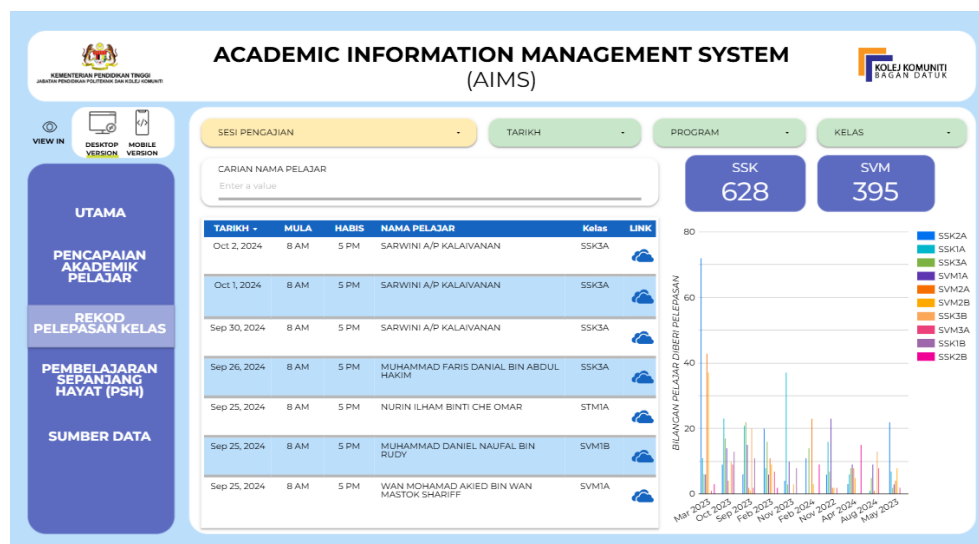 ACADEMIC INFORMATION MANAGEMENT SYSTEM
(AIMS)
KEMENTERIAN PENDIDIKAN TINGGI
JABATAN PENDIDIKAN POLITEKNIK DAN KOLEJ KOMUNITI
KOLEJ KOMUNITI
BAGAN DATUK
VIEW IN
DESKTOP VERSION
MOBILE VERSION
UTAMA
PENCAPAIAN
AKADEMIK
PELAJAR
REKOD
PELEPASAN KELAS
PEMBELAJARAN
SEPANJANG
HAYAT (PSH)
SUMBER DATA
SESI PENGAJIAN
TARIKH
PROGRAM
KELAS
CARIAN NAMA PELAJAR
Enter a value
SSK
628
SVM
395
TARIKH MULA HABIS NAMA PELAJAR Kelas LINK
Oct 2, 2024 8 AM 5 PM SARWINI A/P KALAIVANAN SSK3A
Oct 1, 2024 8 AM 5 PM SARWINI A/P KALAIVANAN SSK3A
Sep 30, 2024 8 AM 5 PM SARWINI A/P KALAIVANAN SSK3A
Sep 26, 2024 8 AM 5 PM MUHAMMAD FARIS DANIAL BIN ABDUL SSK3A
HAKIM
Sep 25, 2024 8 AM 5 PM NURIN ILHAM BINTI CHE OMAR STM1A
Sep 25, 2024 8 AM 5 PM MUHAMMAD DANIEL NAUFAL BIN SVM1B
RUDY
Sep 25, 2024 8 AM 5 PM WAN MOHAMAD AKIED BIN WAN SVM1A
MASTOK SHARIFF
BILANGAN PELAJAR DIBERI PELEPASAN
80
60
40
20
0
Mar 2023
Oct 2023
Sep 2023
Feb 2023
Nov 2023
Feb 2024
Nov 2022
Apr 2024
Aug 2024
May 2023
SSK2A
SSK1A
SSK3A
SVM1A
SVM2A
SVM2B
SSK3B
SVM3A
SSK1B
SSK2B